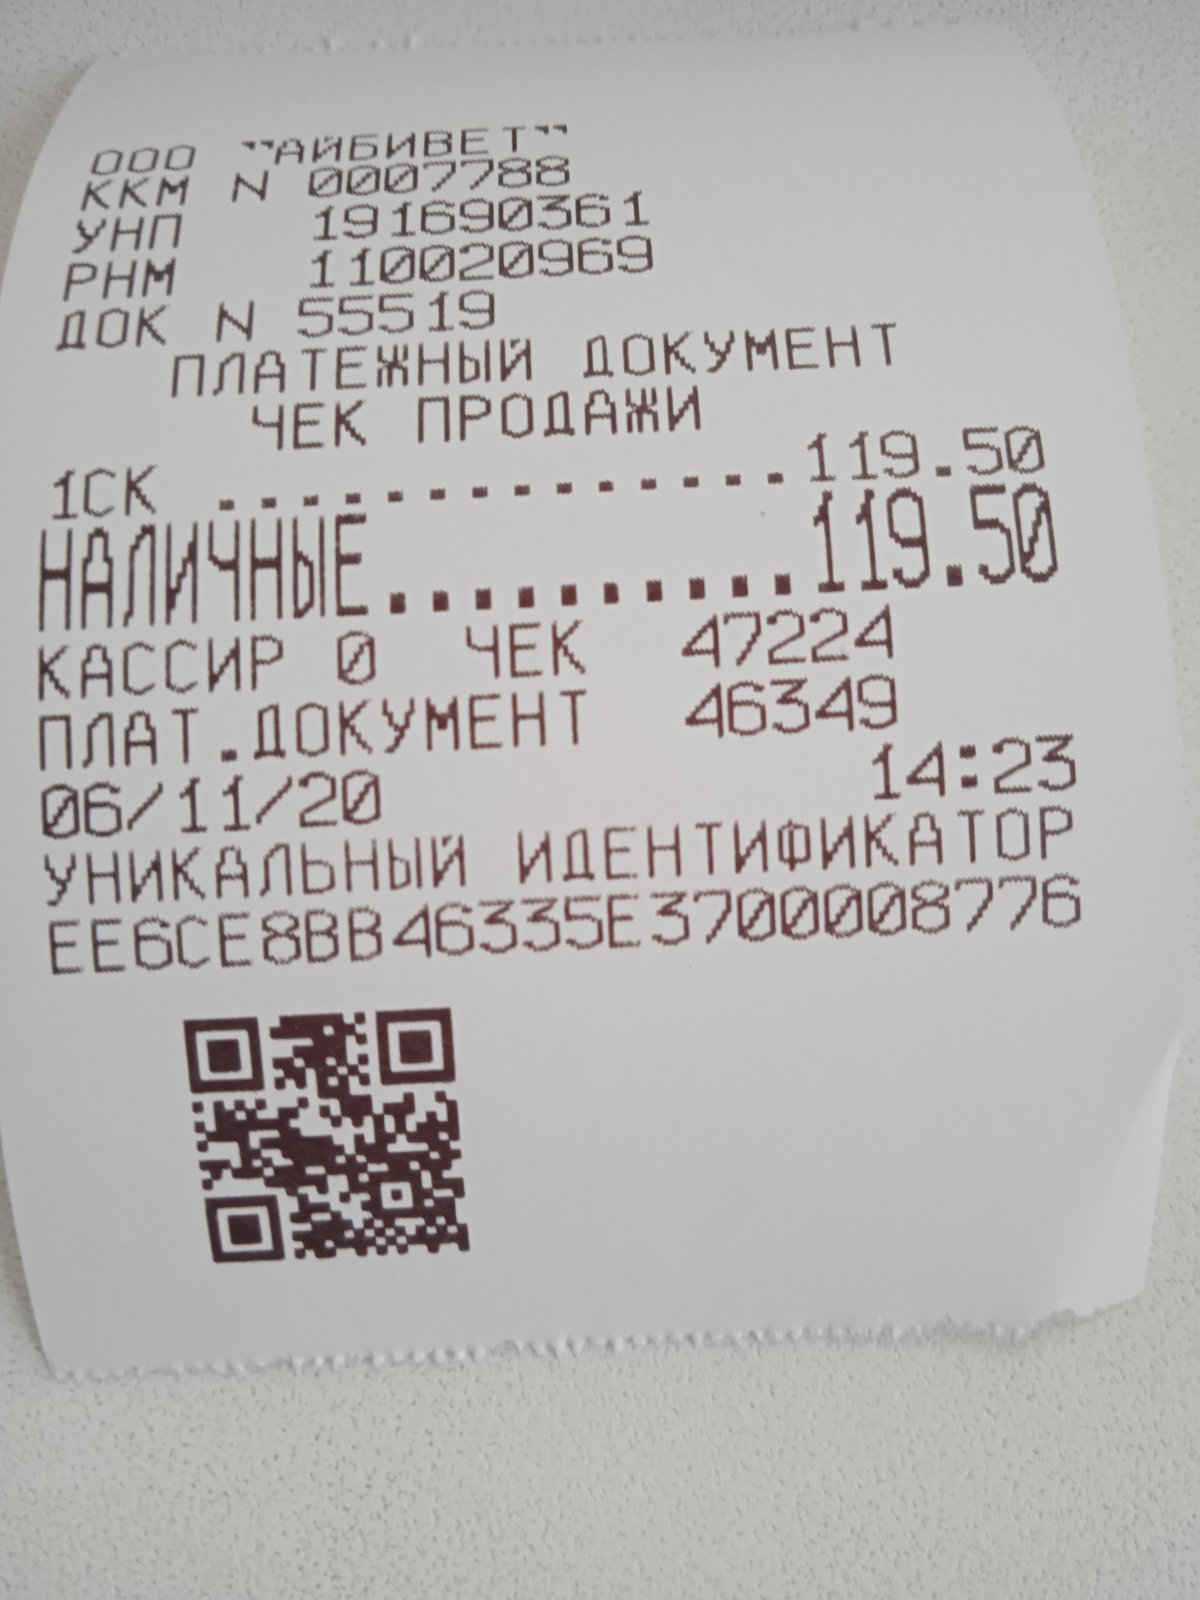 ООО "АЙБИВЕТ"
ККМ N 0007788
УНП 191690361
РНМ 110020969
ДОК N 55519
ПЛАТЕЖНЫЙ ДОКУМЕНТ
ЧЕК ПРОДАЖИ
1СК ..............119.50
НАЛИЧНЫЕ..........119.50
КАССИР 0 ЧЕК 47224
ПЛАТ.ДОКУМЕНТ 46349
06/11/20 14:23
УНИКАЛЬНЫЙ ИДЕНТИФИКАТОР
EE6CE8BB46335E3700008776